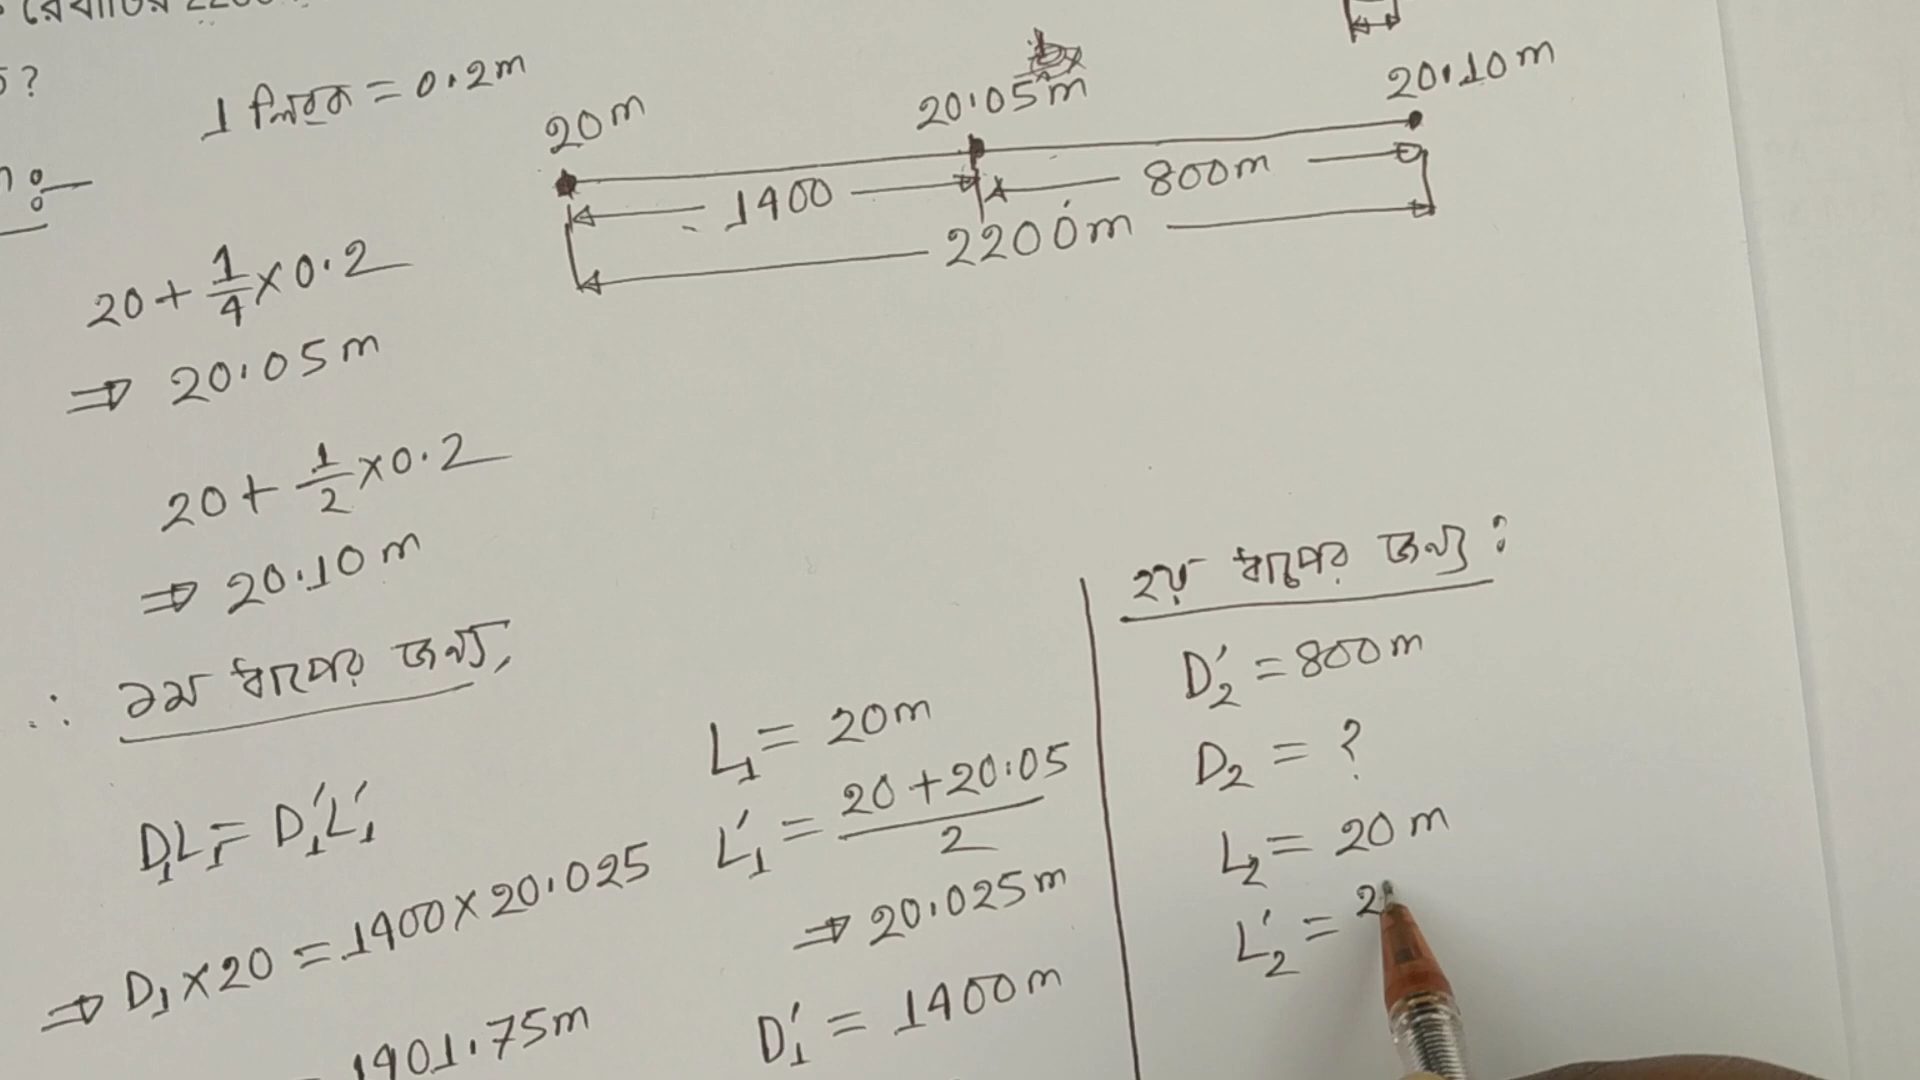 1 লিংক = 0.2m
20m
20.05m
20.10m
1400
800m
2200m
20 + 1/4 × 0.2
⇒ 20.05m
20 + 1/2 × 0.2
⇒ 20.10m
∴ ১ম ধাপের জন্য,
D₁L₁ = D₁′L₁′
⇒ D₁ × 20 = 1400 × 20.025
1401.75m
L₁ = 20m
L₁′ = (20 + 20.05)/2
⇒ 20.025m
D₁′ = 1400m
২য় ধাপের জন্য :
D₂′ = 800m
D₂ = ?
L₂ = 20m
L₂′ = 2